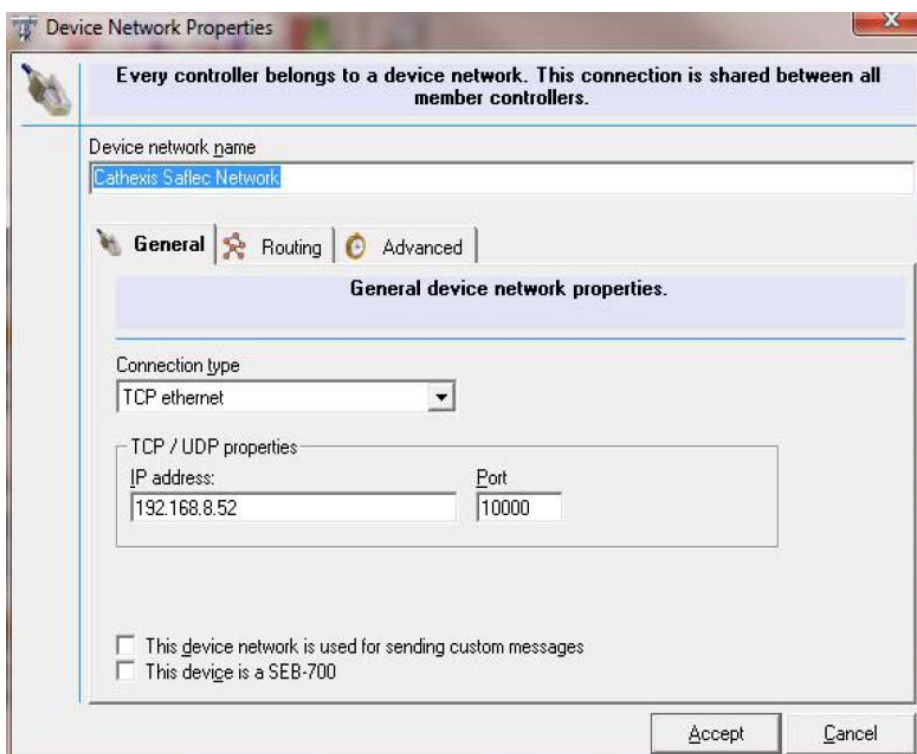 Device Network Properties
Every controller belongs to a device network. This connection is shared between all
member controllers.
Device network name
Cathexis Saflec Network
General Routing Advanced
General device network properties.
Connection type
TCP ethernet
TCP / UDP properties
IP address: Port
192.168.8.52 10000
This device network is used for sending custom messages
This device is a SEB-700
Accept Cancel